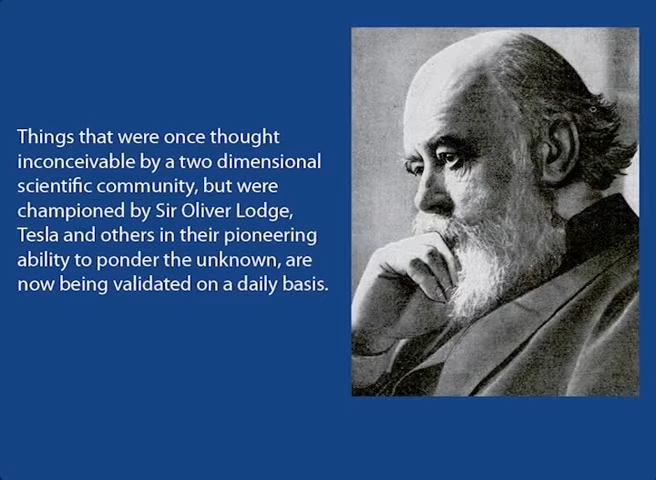 Things that were once thought
inconceivable by a two dimensional
scientific community, but were
championed by Sir Oliver Lodge,
Tesla and others in their pioneering
ability to ponder the unknown, are
now being validated on a daily basis.